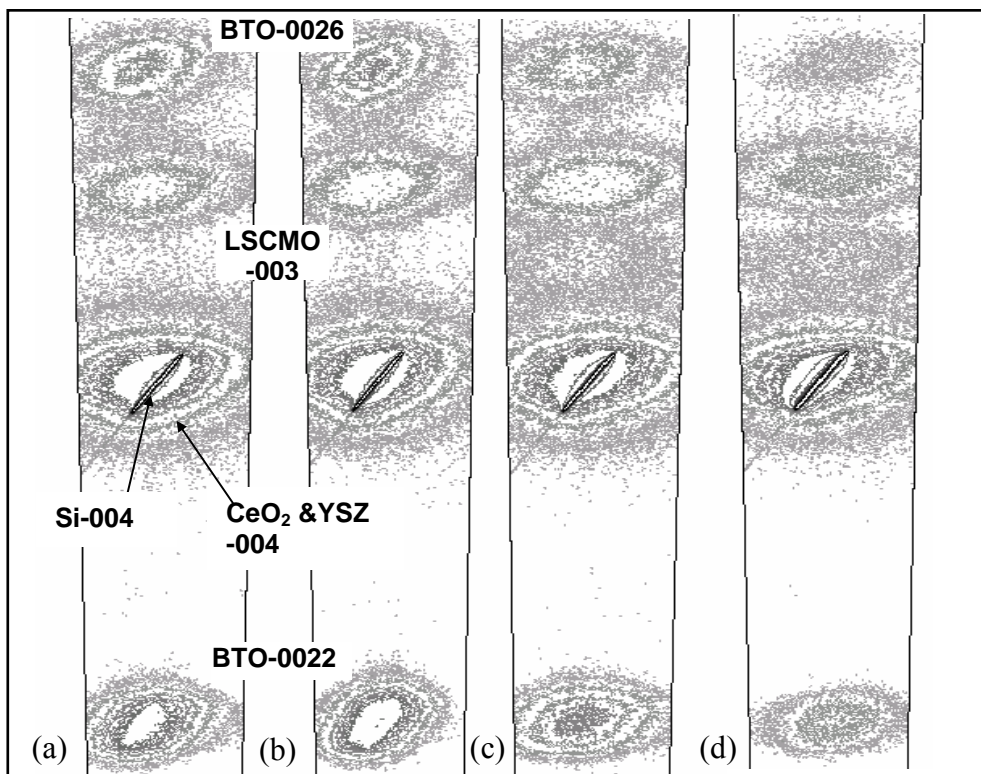 BTO-0026
LSCMO
-003
Si-004
CeO₂ &YSZ
-004
BTO-0022
(a)
(b)
(c)
(d)